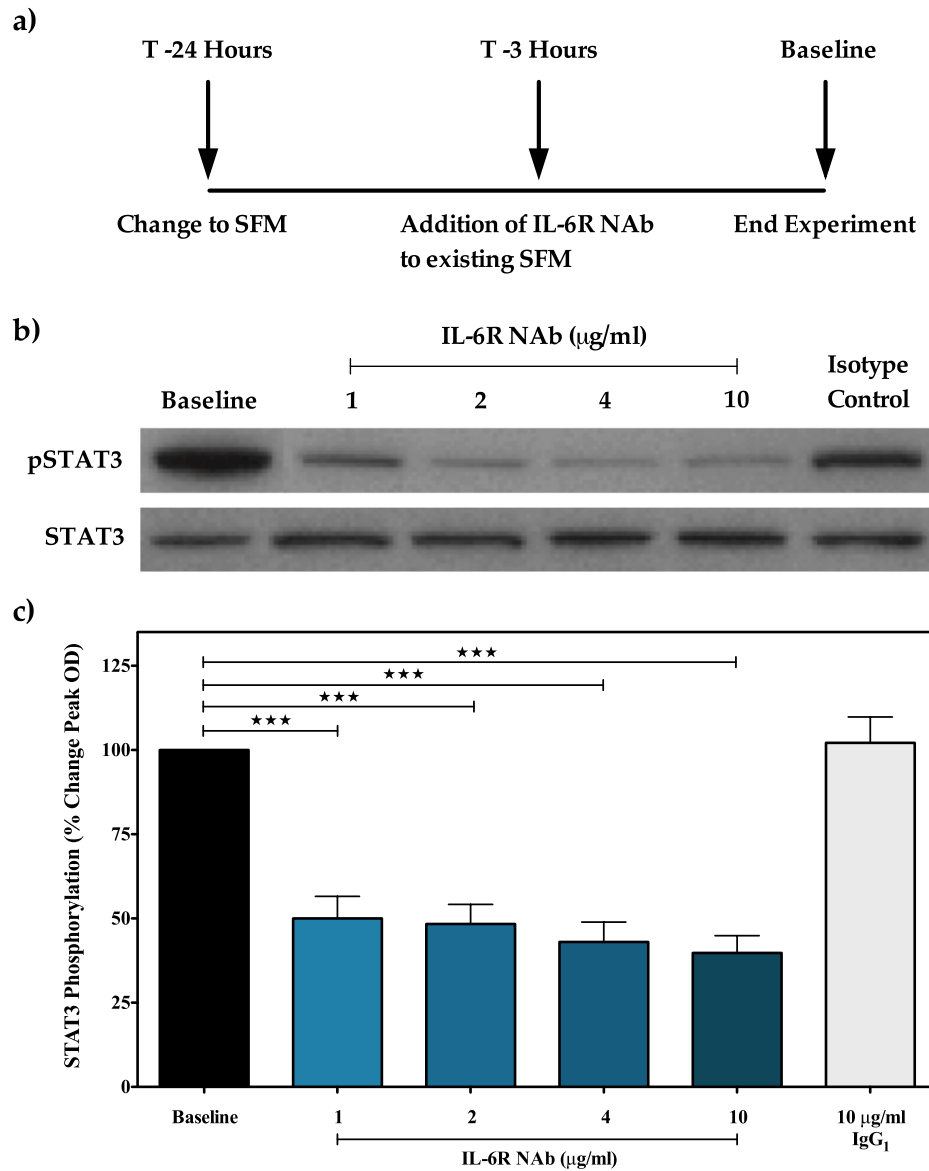 a)
T -24 Hours T -3 Hours Baseline
Change to SFM Addition of IL-6R NAb End Experiment
to existing SFM
b)
IL-6R NAb (μg/ml)
Isotype
Baseline 1 2 4 10 Control
pSTAT3
STAT3
c)
STAT3 Phosphorylation (% Change Peak OD)
125
100
75
50
25
0
★★★
★★★
★★★
★★★
Baseline 1 2 4 10 10 μg/ml
IgG₁
IL-6R NAb (μg/ml)